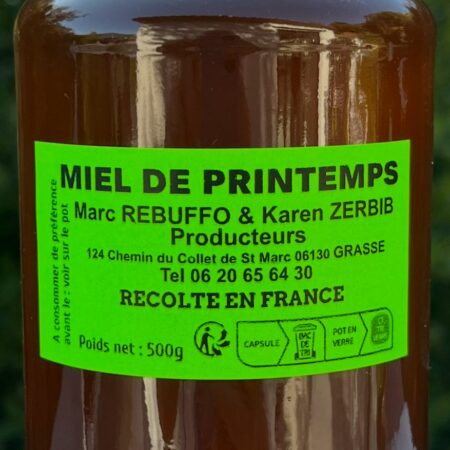 MIEL DE PRINTEMPS
Marc REBUFFO & Karen ZERBIB
Producteurs
124 Chemin du Collet de St Marc 06130 GRASSE
Tel 06 20 65 64 30
RECOLTE EN FRANCE
Poids net : 500g
CAPSULE
BAC
DE
TRI
POT EN
VERRE
A consommer de préférence
avant le : voir sur le pot